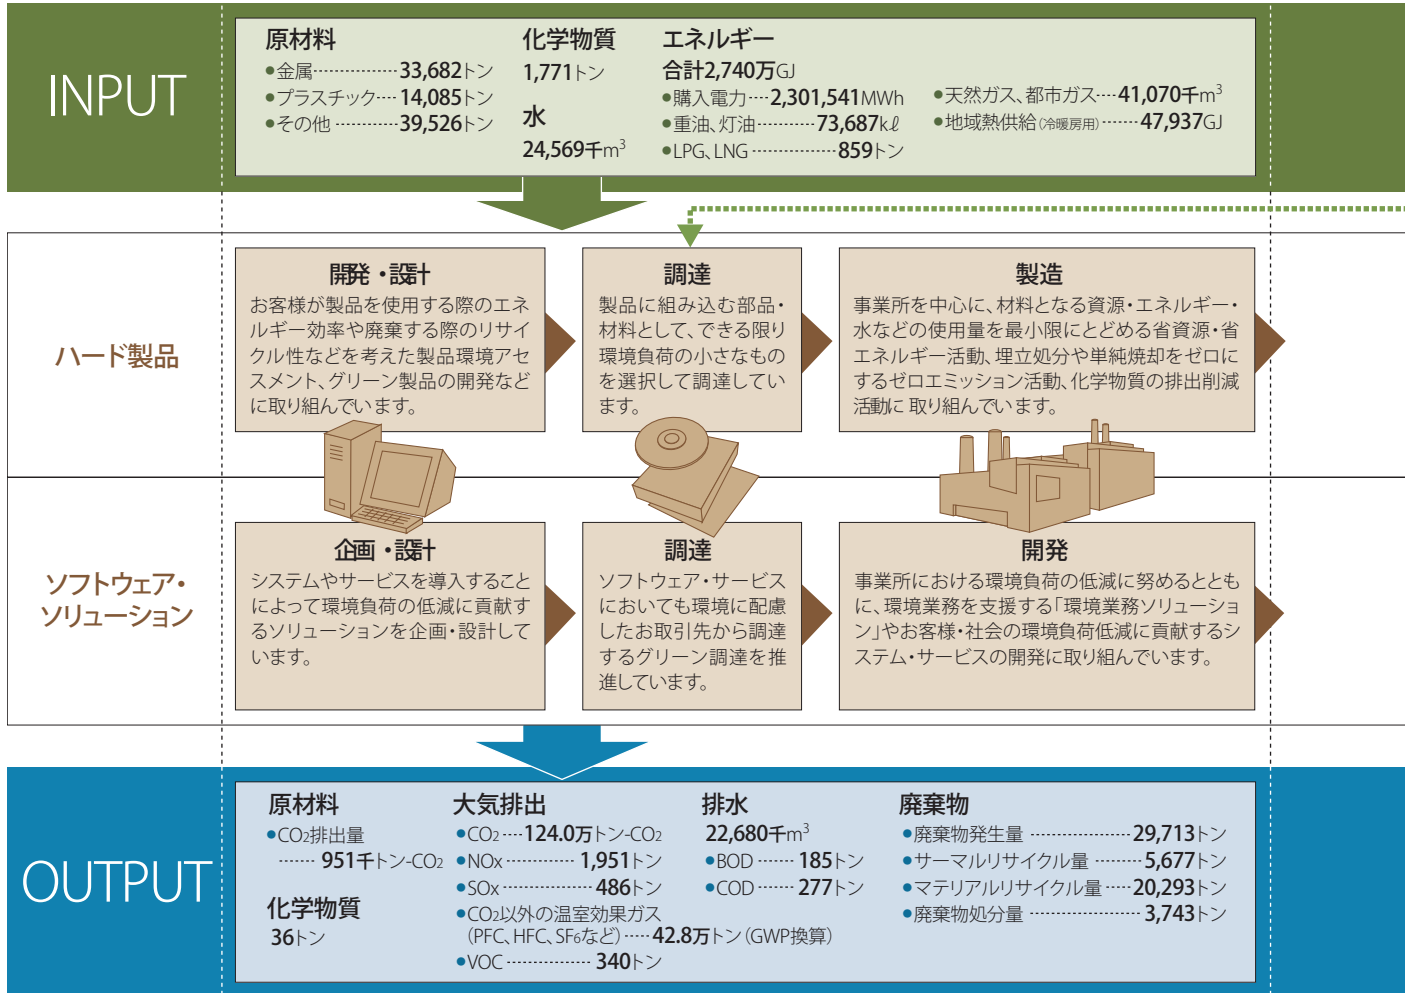 INPUT
原材料
●金属 33,682トン
●プラスチック 14,085トン
●その他 39,526トン
化学物質
1,771トン
水
24,569千m³
エネルギー
合計2,740万GJ
●購入電力 2,301,541MWh
●重油、灯油 73,687kℓ
●LPG、LNG 859トン
●天然ガス、都市ガス 41,070千m³
●地域熱供給(冷暖房用) 47,937GJ
ハード製品
開発・設計
お客様が製品を使用する際のエネ
ルギー効率や廃棄する際のリサイ
クル性などを考えた製品環境アセ
スメント、グリーン製品の開発など
に取り組んでいます。
調達
製品に組み込む部品・
材料として、できる限り
環境負荷の小さなもの
を選択して調達してい
ます。
製造
事業所を中心に、材料となる資源・エネルギー・
水などの使用量を最小限にとどめる省資源・省
エネルギー活動、埋立処分や単純焼却をゼロに
するゼロエミッション活動、化学物質の排出削減
活動に 取り組んでいます。
ソフトウェア・
ソリューション
企画・設計
システムやサービスを導入すること
によって環境負荷の低減に貢献す
るソリューションを企画・設計して
います。
調達
ソフトウェア・サービス
においても環境に配慮
したお取引先から調達
するグリーン調達を推
進しています。
開発
事業所における環境負荷の低減に努めるととも
に、環境業務を支援する「環境業務ソリューショ
ン」やお客様・社会の環境負荷低減に貢献するシ
ステム・サービスの開発に取り組んでいます。
OUTPUT
原材料
●CO₂排出量
951千トン-CO₂
化学物質
36トン
大気排出
●CO₂ 124.0万トン-CO₂
●NOx 1,951トン
●SOx 486トン
●CO₂以外の温室効果ガス
(PFC、HFC、SF₆など) 42.8万トン(GWP換算)
●VOC 340トン
排水
22,680千m³
●BOD 185トン
●COD 277トン
廃棄物
●廃棄物発生量 29,713トン
●サーマルリサイクル量 5,677トン
●マテリアルリサイクル量 20,293トン
●廃棄物処分量 3,743トン